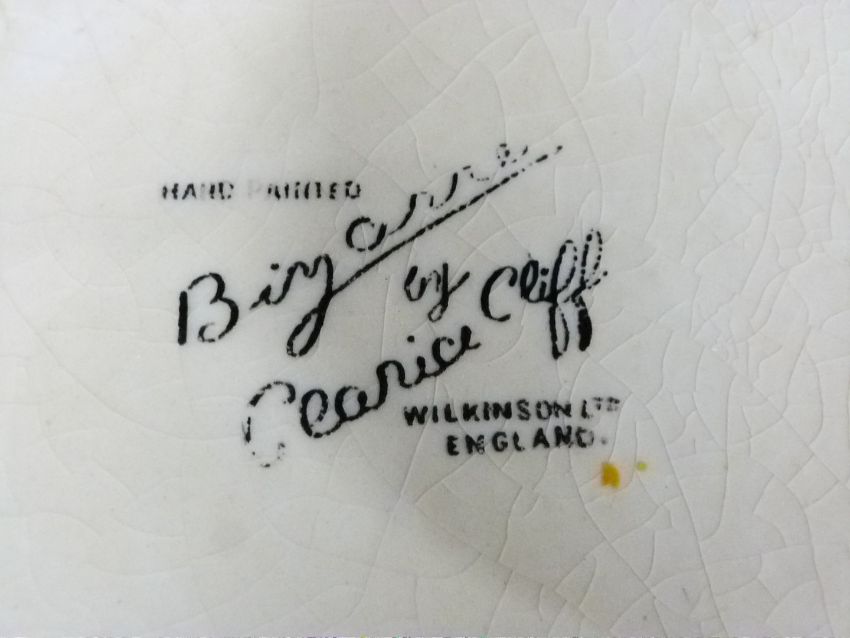 HAND PAINTED
Bizarre
by
Clarice Cliff
WILKINSON LTD
ENGLAND.